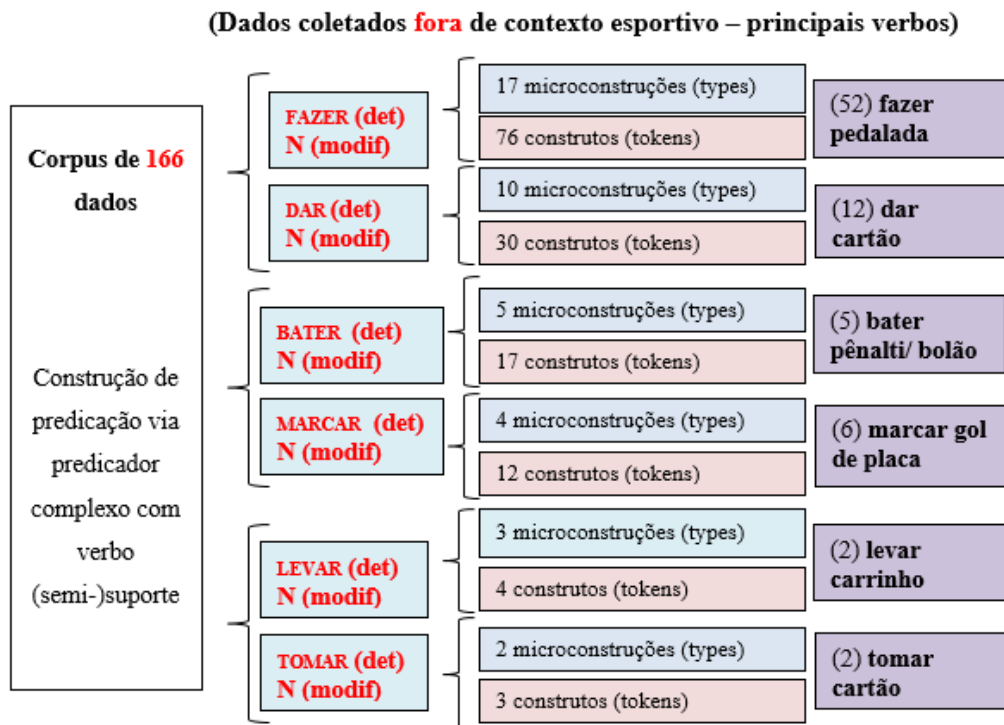 (Dados coletados fora de contexto esportivo – principais verbos)
Corpus de 166
dados
Construção de
predicação via
predicador
complexo com
verbo
(semi-)suporte
FAZER (det)
N (modif)
17 microconstruções (types)
76 construtos (tokens)
(52) fazer
pedalada
DAR (det)
N (modif)
10 microconstruções (types)
30 construtos (tokens)
(12) dar
cartão
BATER (det)
N (modif)
5 microconstruções (types)
17 construtos (tokens)
(5) bater
pênalti/ bolão
MARCAR (det)
N (modif)
4 microconstruções (types)
12 construtos (tokens)
(6) marcar gol
de placa
LEVAR (det)
N (modif)
3 microconstruções (types)
4 construtos (tokens)
(2) levar
carrinho
TOMAR (det)
N (modif)
2 microconstruções (types)
3 construtos (tokens)
(2) tomar
cartão